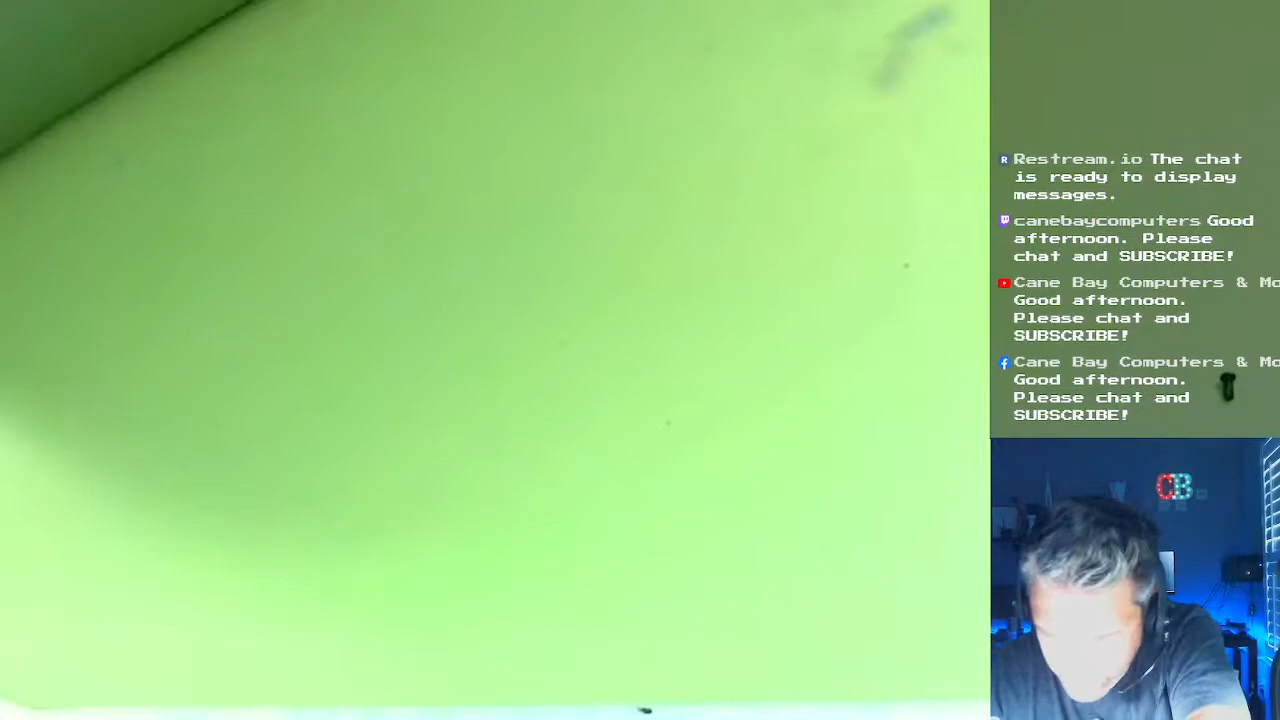 Restream.io The chat
is ready to display
messages.
canebaycomputers Good
afternoon. Please
chat and SUBSCRIBE!
Cane Bay Computers & Mo
Good afternoon.
Please chat and
SUBSCRIBE!
Cane Bay Computers & Mo
Good afternoon.
Please chat and
SUBSCRIBE!
CB